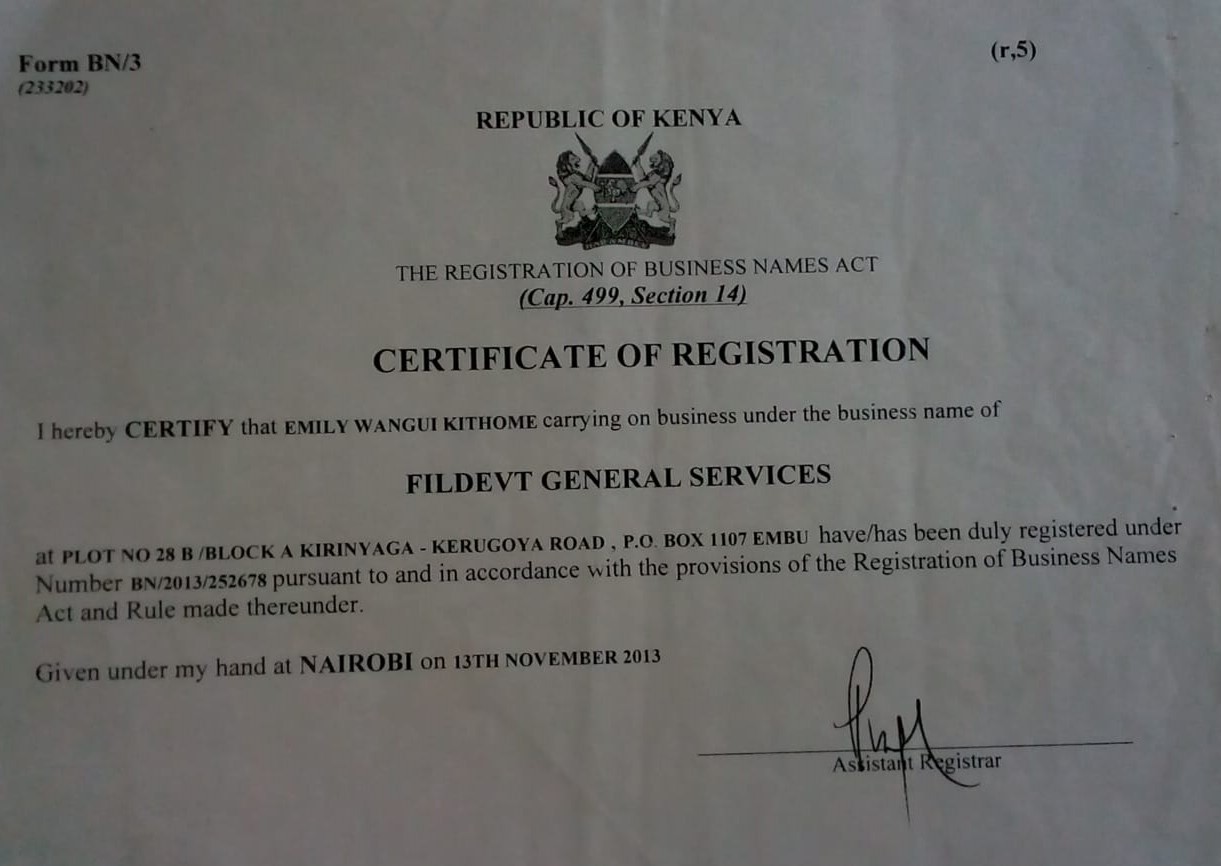 Form BN/3
(r,5)
(233202)
REPUBLIC OF KENYA
HARAMBEE
THE REGISTRATION OF BUSINESS NAMES ACT
(Cap. 499, Section 14)
CERTIFICATE OF REGISTRATION
I hereby CERTIFY that EMILY WANGUI KITHOME carrying on business under the business name of
FILDEVT GENERAL SERVICES
at PLOT NO 28 B /BLOCK A KIRINYAGA - KERUGOYA ROAD , P.O. BOX 1107 EMBU have/has been duly registered under
Number BN/2013/252678 pursuant to and in accordance with the provisions of the Registration of Business Names
Act and Rule made thereunder.
Given under my hand at NAIROBI on 13TH NOVEMBER 2013
Assistant Registrar